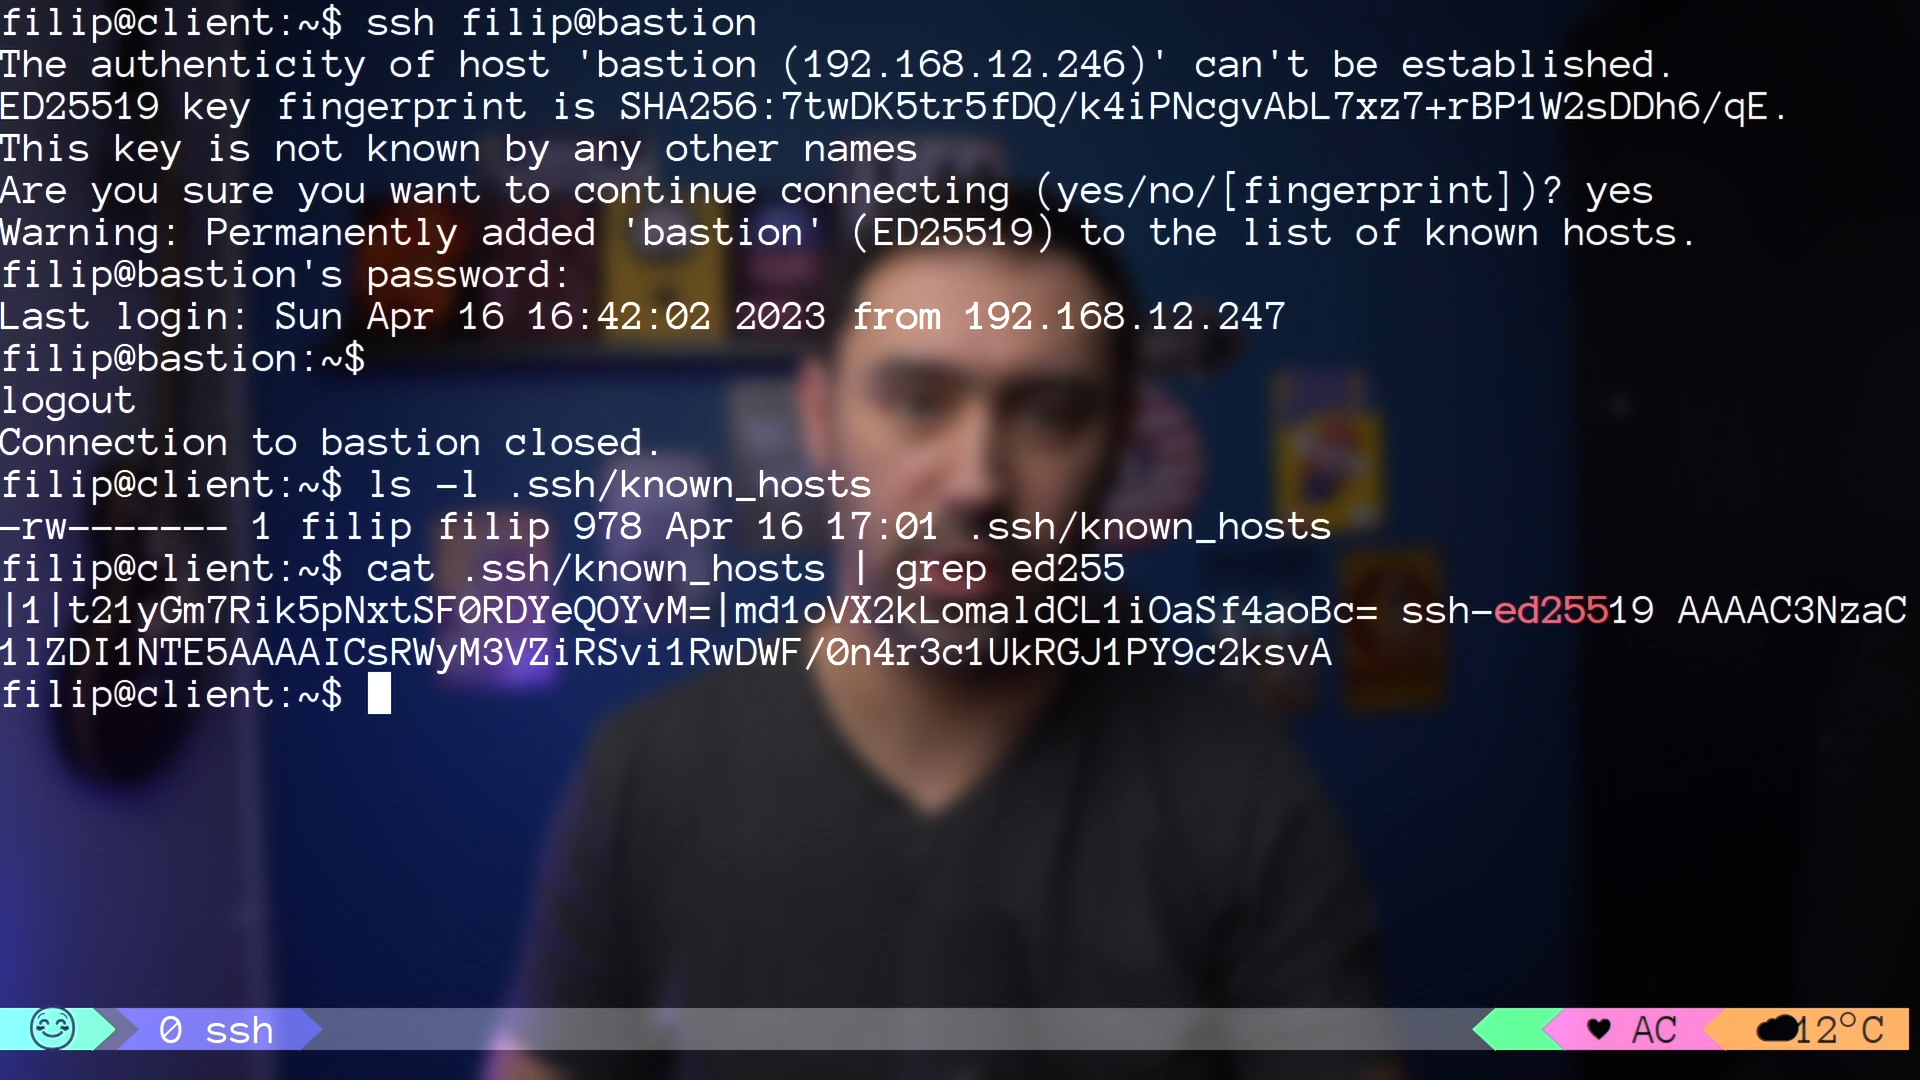 filip@client:~$ ssh filip@bastion
The authenticity of host 'bastion (192.168.12.246)' can't be established.
ED25519 key fingerprint is SHA256:7twDK5tr5fDQ/k4iPNcgvAbL7xz7+rBP1W2sDDh6/qE.
This key is not known by any other names
Are you sure you want to continue connecting (yes/no/[fingerprint])? yes
Warning: Permanently added 'bastion' (ED25519) to the list of known hosts.
filip@bastion's password:
Last login: Sun Apr 16 16:42:02 2023 from 192.168.12.247
filip@bastion:~$
logout
Connection to bastion closed.
filip@client:~$ ls -l .ssh/known_hosts
-rw------- 1 filip filip 978 Apr 16 17:01 .ssh/known_hosts
filip@client:~$ cat .ssh/known_hosts | grep ed255
|1|t21yGm7Rik5pNxtSF0RDYeQOYvM=|md1oVX2kLomaldCL1iOaSf4aoBc= ssh-ed25519 AAAAC3NzaC
1lZDI1NTE5AAAAICsRWyM3VZiRSvi1RwDWF/0n4r3c1UkRGJ1PY9c2ksvA
filip@client:~$
0 ssh
♥ AC
12°C